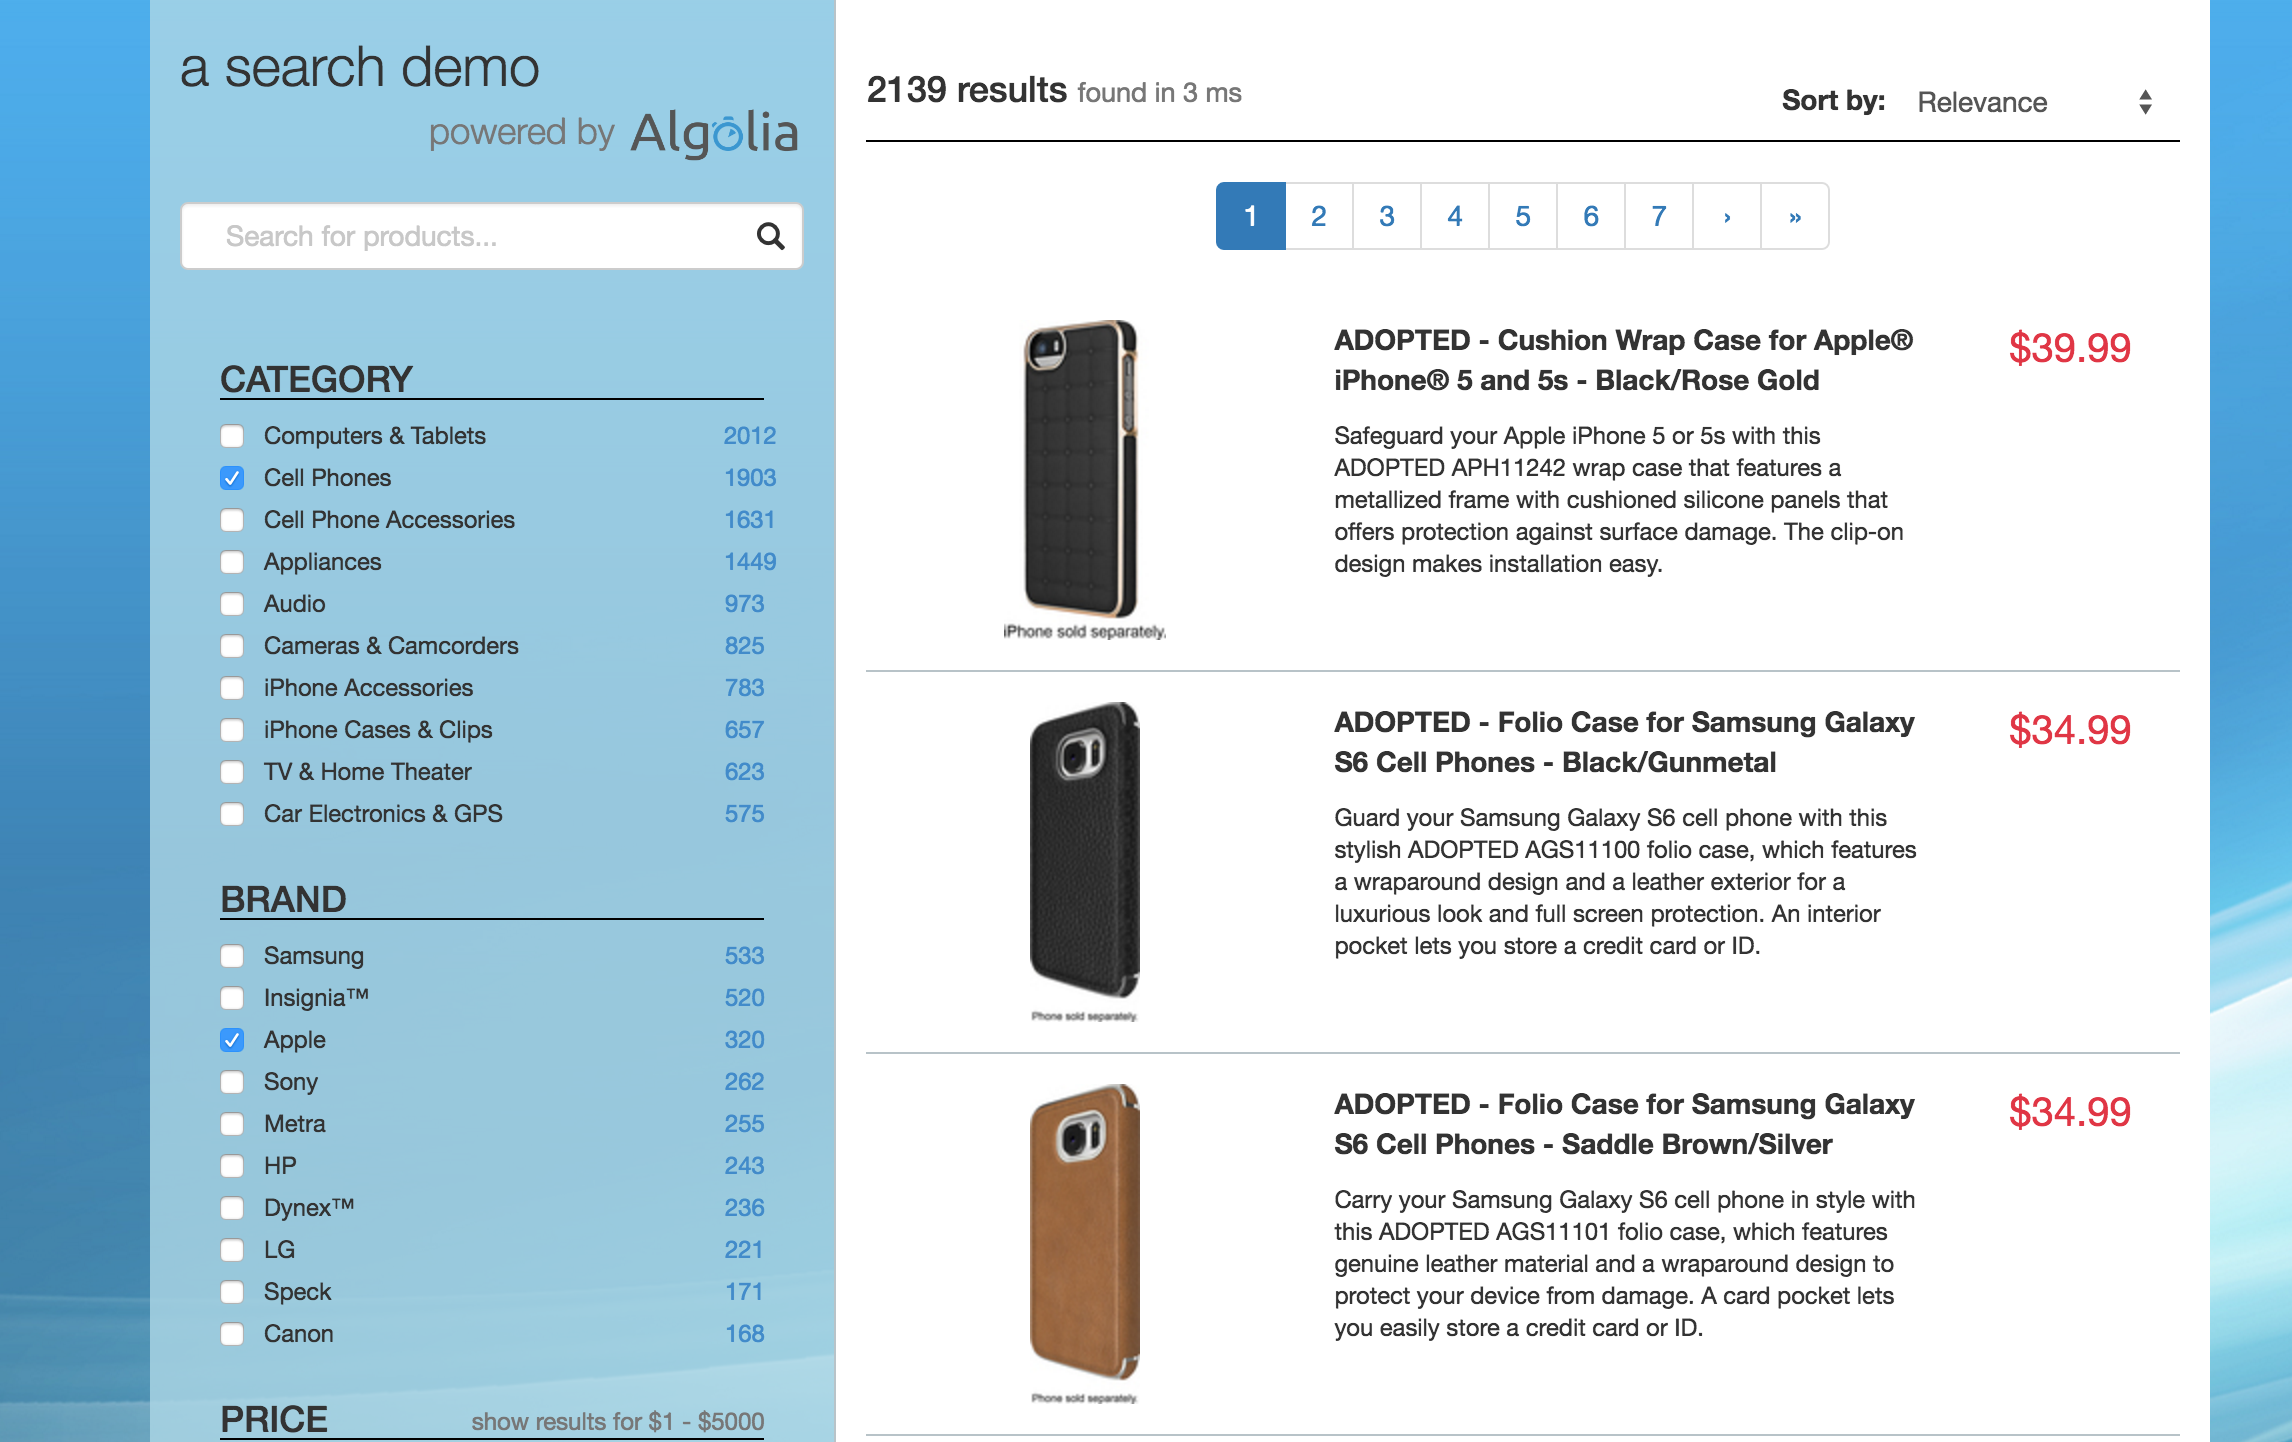 a search demo
powered by Algolia
Search for products...
CATEGORY
Computers & Tablets 2012
Cell Phones 1903
Cell Phone Accessories 1631
Appliances 1449
Audio 973
Cameras & Camcorders 825
iPhone Accessories 783
iPhone Cases & Clips 657
TV & Home Theater 623
Car Electronics & GPS 575
BRAND
Samsung 533
Insignia™ 520
Apple 320
Sony 262
Metra 255
HP 243
Dynex™ 236
LG 221
Speck 171
Canon 168
PRICE show results for $1 - $5000
2139 results found in 3 ms
Sort by: Relevance
1 2 3 4 5 6 7 › »
iPhone sold separately.
ADOPTED - Cushion Wrap Case for Apple®
iPhone® 5 and 5s - Black/Rose Gold
$39.99
Safeguard your Apple iPhone 5 or 5s with this
ADOPTED APH11242 wrap case that features a
metallized frame with cushioned silicone panels that
offers protection against surface damage. The clip-on
design makes installation easy.
Phone sold separately.
ADOPTED - Folio Case for Samsung Galaxy
S6 Cell Phones - Black/Gunmetal
$34.99
Guard your Samsung Galaxy S6 cell phone with this
stylish ADOPTED AGS11100 folio case, which features
a wraparound design and a leather exterior for a
luxurious look and full screen protection. An interior
pocket lets you store a credit card or ID.
Phone sold separately.
ADOPTED - Folio Case for Samsung Galaxy
S6 Cell Phones - Saddle Brown/Silver
$34.99
Carry your Samsung Galaxy S6 cell phone in style with
this ADOPTED AGS11101 folio case, which features
genuine leather material and a wraparound design to
protect your device from damage. A card pocket lets
you easily store a credit card or ID.